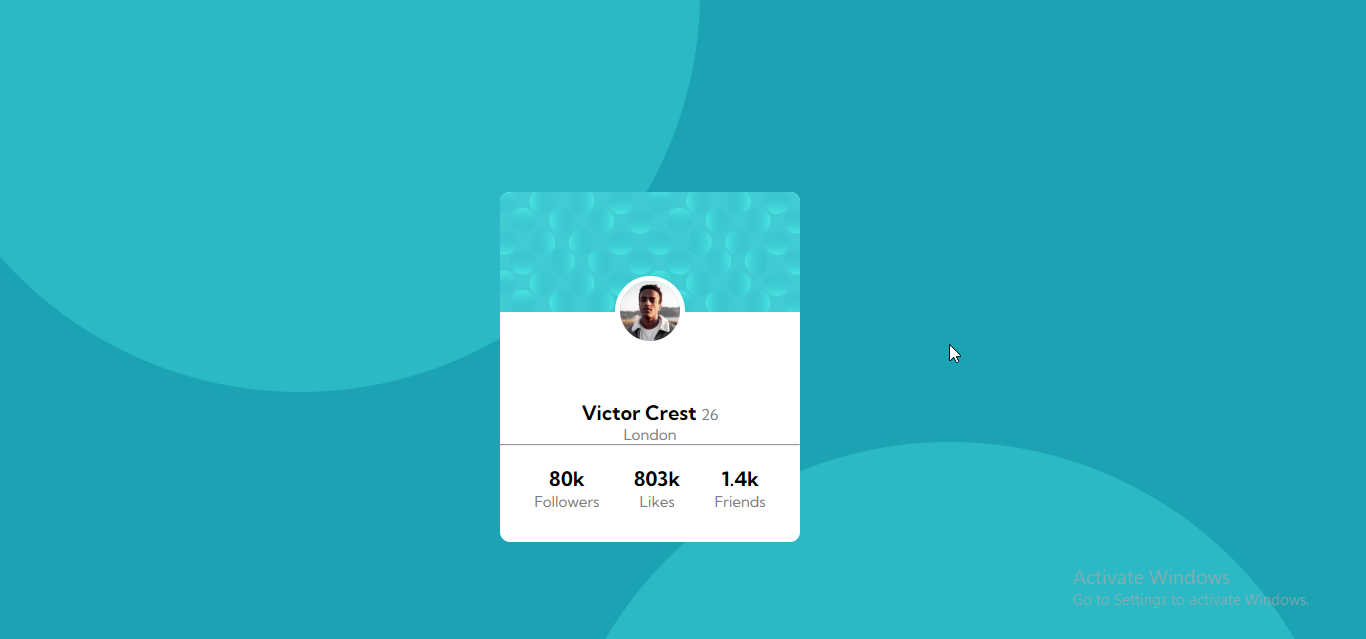 Victor Crest 26
London
80k 803k 1.4k
Followers Likes Friends
Activate Windows
Go to Settings to activate Windows.